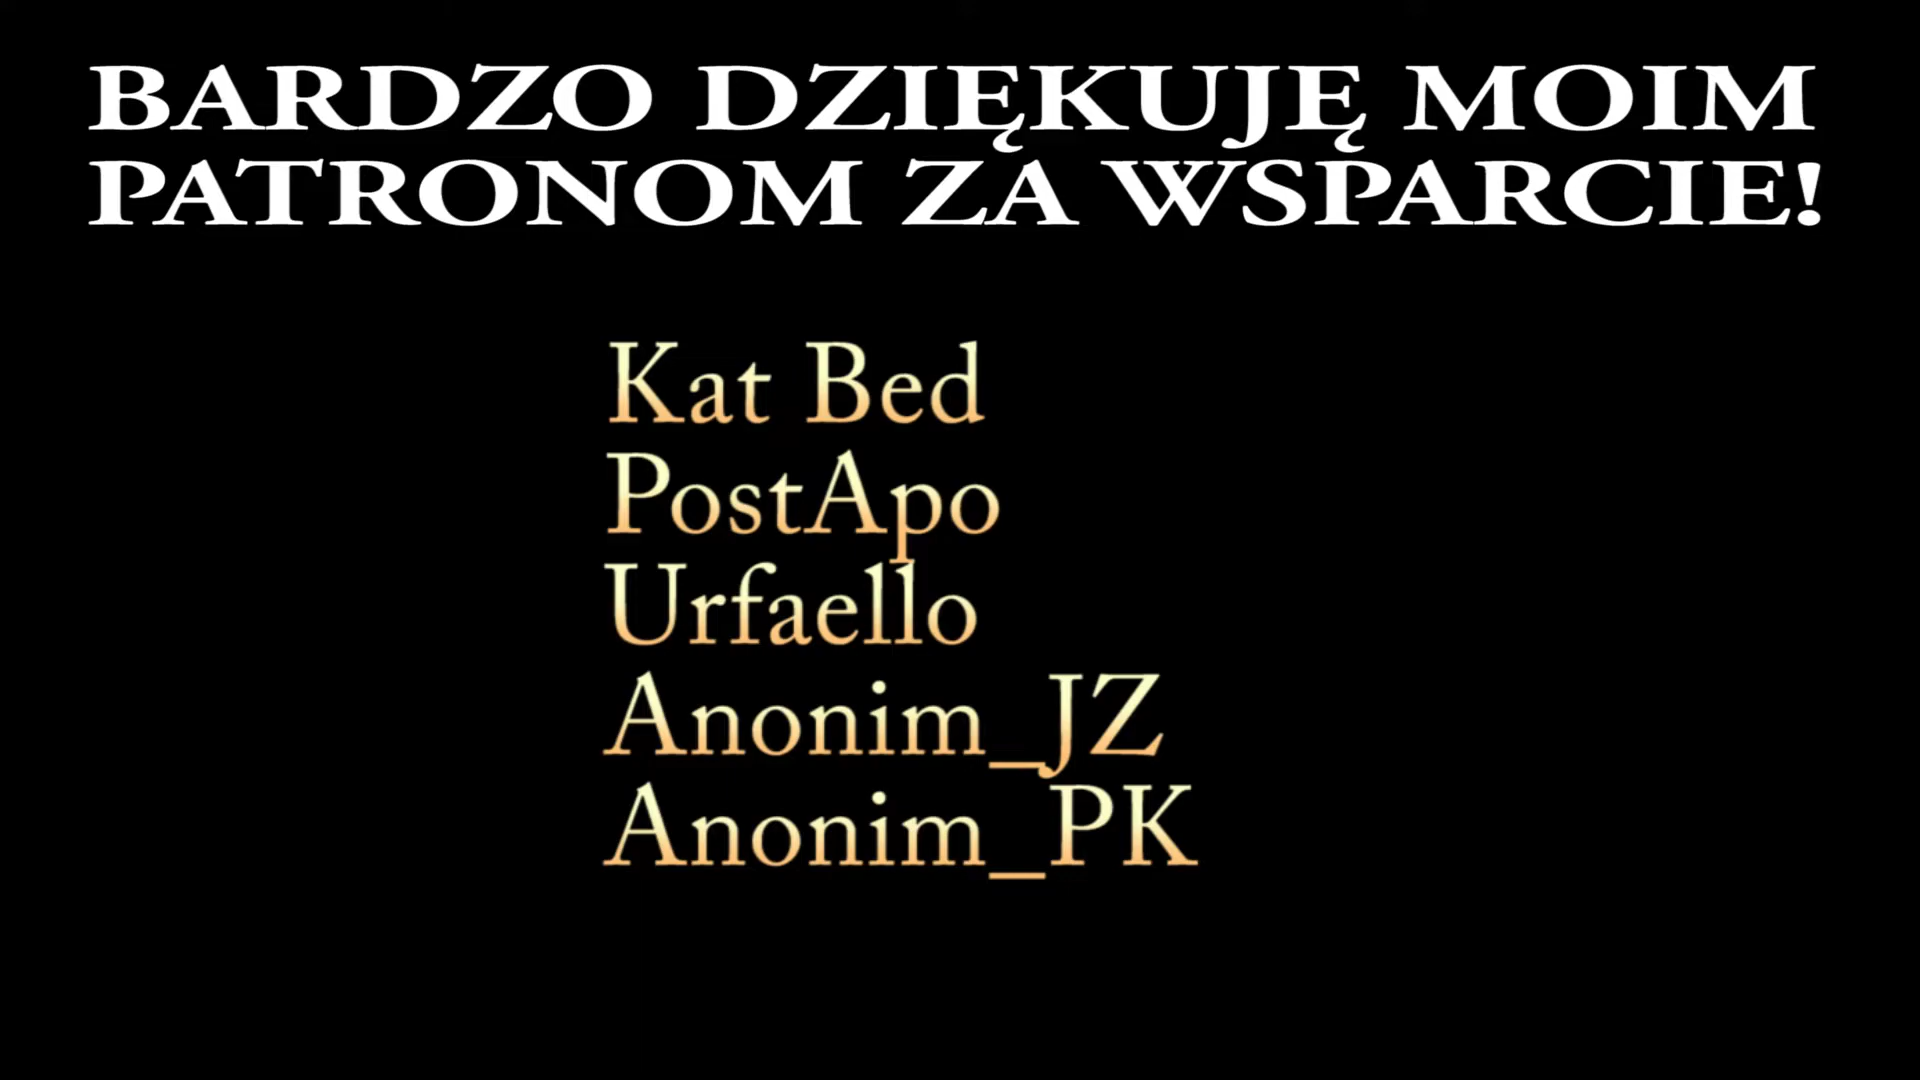 BARDZO DZIĘKUJĘ MOIM
PATRONOM ZA WSPARCIE!
Kat Bed
PostApo
Urfaello
Anonim_JZ
Anonim_PK